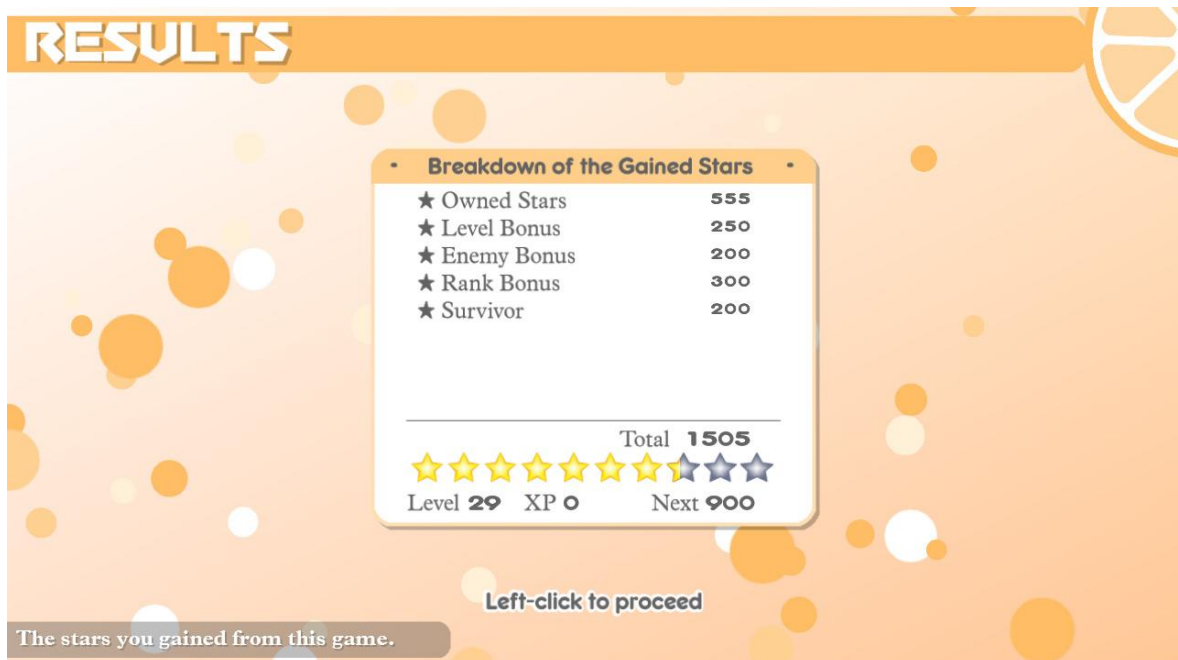 RESULTS
Breakdown of the Gained Stars
★ Owned Stars 555
★ Level Bonus 250
★ Enemy Bonus 200
★ Rank Bonus 300
★ Survivor 200
Total 1505
Level 29 XP 0 Next 900
Left-click to proceed
The stars you gained from this game.